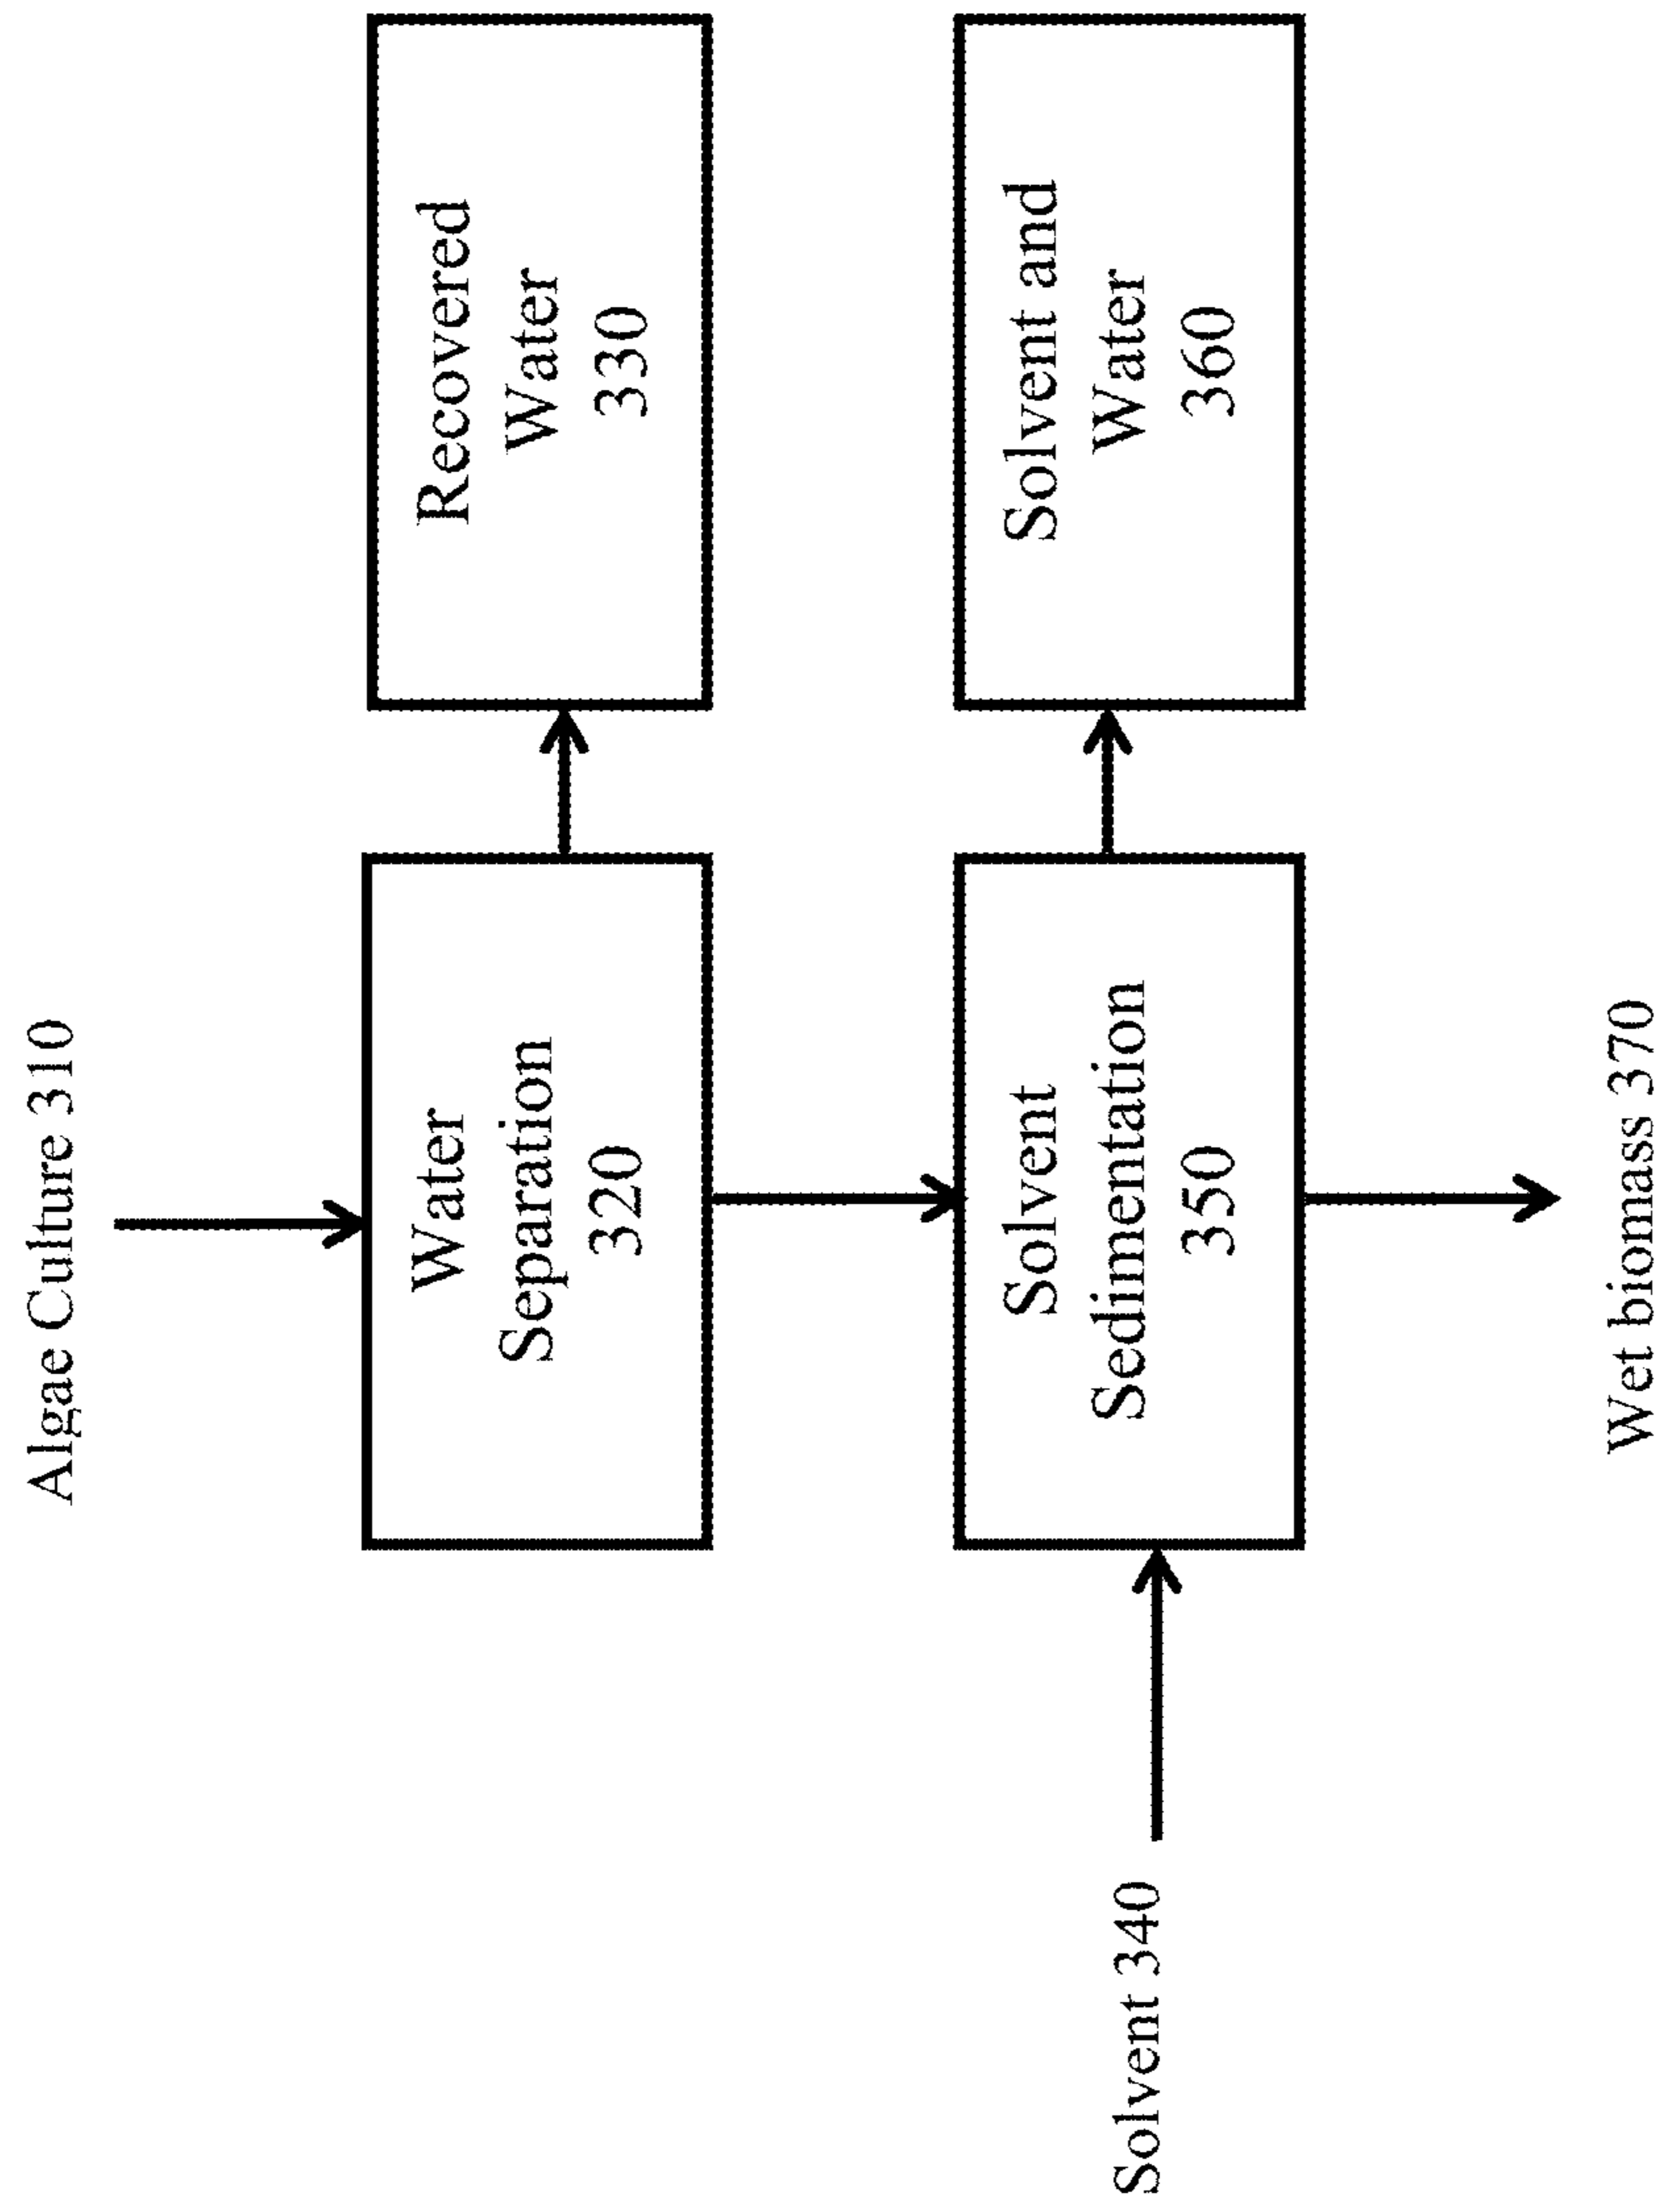 Algae Culture 310
Water
Separation
320
Recovered
Water
330
Solvent 340
Solvent
Sedimentation
350
Solvent and
Water
360
Wet biomass 370